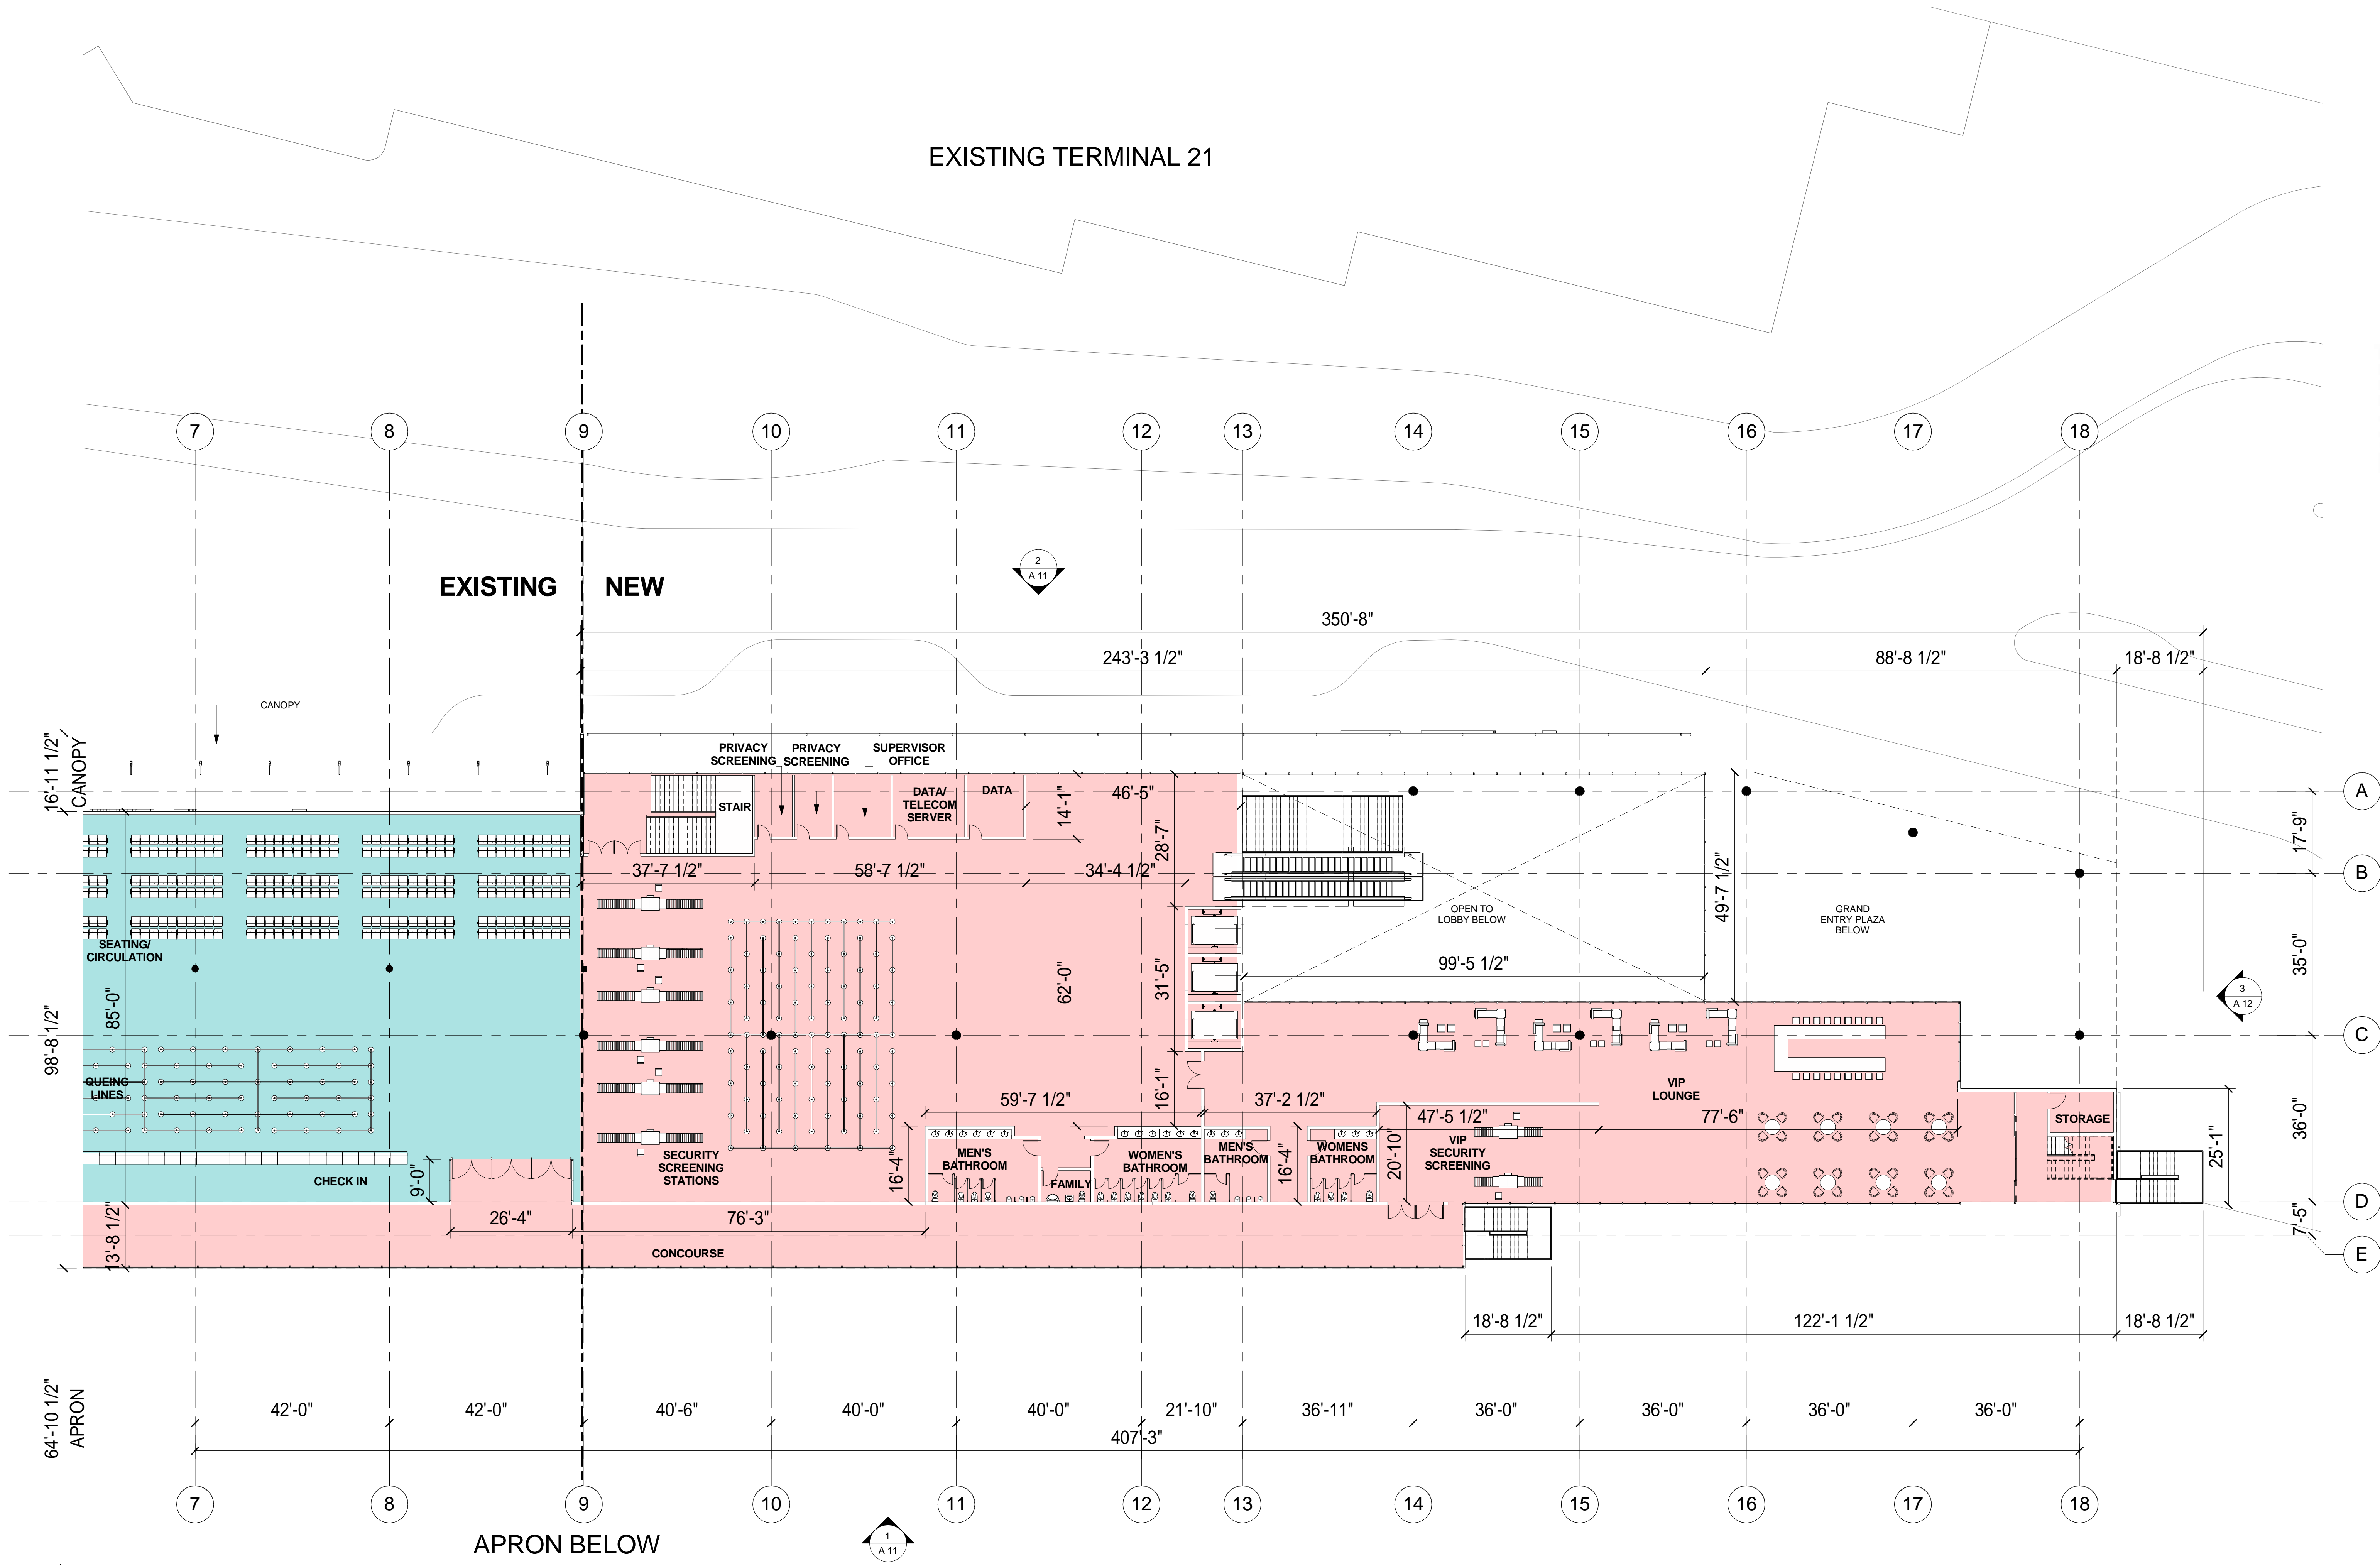 EXISTING TERMINAL 21
7 8 9 10 11 12 13 14 15 16 17 18
2
A 11
EXISTING NEW
350'-8"
243'-3 1/2" 88'-8 1/2" 18'-8 1/2"
CANOPY
16'-11 1/2"
CANOPY
PRIVACY
SCREENING
PRIVACY
SCREENING
SUPERVISOR
OFFICE
STAIR
DATA/
TELECOM
SERVER
DATA
14'-1"
46'-5"
28'-7"
A
17'-9"
B
37'-7 1/2" 58'-7 1/2" 34'-4 1/2"
49'-7 1/2"
OPEN TO
LOBBY BELOW
GRAND
ENTRY PLAZA
BELOW
35'-0"
SEATING/
CIRCULATION
99'-5 1/2"
62'-0"
31'-5"
3
A 12
85'-0"
98'-8 1/2"
C
QUEING
LINES
VIP
LOUNGE
16'-1"
59'-7 1/2" 37'-2 1/2" 47'-5 1/2" 77'-6"
36'-0"
STORAGE
25'-1"
SECURITY
SCREENING
STATIONS
16'-4"
MEN'S
BATHROOM
FAMILY
WOMEN'S
BATHROOM
MEN'S
BATHROOM
16'-4"
WOMENS
BATHROOM
20'-10"
VIP
SECURITY
SCREENING
CHECK IN
9'-0"
D
26'-4" 76'-3"
13'-8 1/2"
CONCOURSE
7'-5"
E
18'-8 1/2" 122'-1 1/2" 18'-8 1/2"
64'-10 1/2"
APRON
42'-0" 42'-0" 40'-6" 40'-0" 40'-0" 21'-10" 36'-11" 36'-0" 36'-0" 36'-0" 36'-0"
407'-3"
7 8 9 10 11 12 13 14 15 16 17 18
APRON BELOW
1
A 11